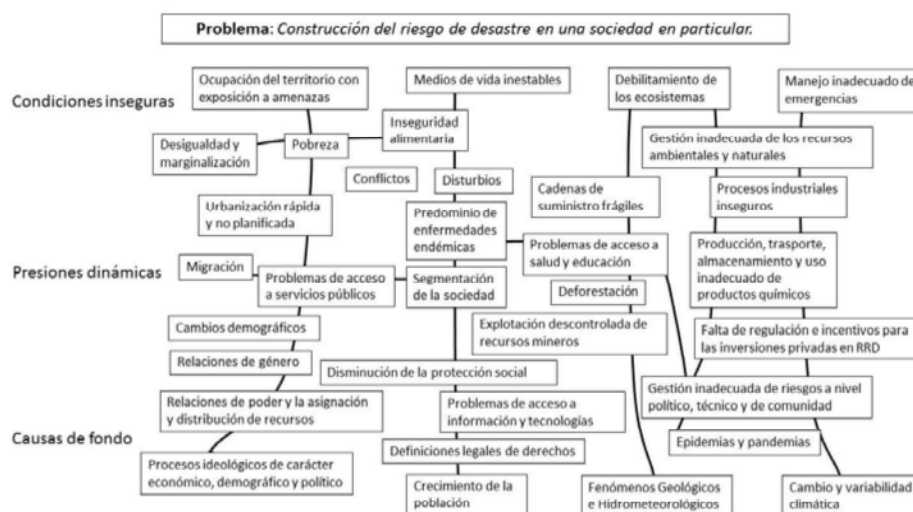 Problema: Construcción del riesgo de desastre en una sociedad en particular.
Condiciones inseguras
Ocupación del territorio con
exposición a amenazas
Medios de vida inestables
Debilitamiento de
los ecosistemas
Manejo inadecuado de
emergencias
Desigualdad y
marginalización
Pobreza
Inseguridad
alimentaria
Gestión inadecuada de los recursos
ambientales y naturales
Conflictos
Disturbios
Cadenas de
suministro frágiles
Procesos industriales
inseguros
Urbanización rápida
y no planificada
Predominio de
enfermedades
endémicas
Problemas de acceso a
salud y educación
Producción, trasporte,
almacenamiento y uso
inadecuado de
productos químicos
Presiones dinámicas
Migración
Problemas de acceso
a servicios públicos
Segmentación
de la sociedad
Deforestación
Cambios demográficos
Explotación descontrolada de
recursos mineros
Falta de regulación e incentivos para
las inversiones privadas en RRD
Relaciones de género
Disminución de la protección social
Gestión inadecuada de riesgos a nivel
político, técnico y de comunidad
Relaciones de poder y la asignación
y distribución de recursos
Problemas de acceso a
información y tecnologías
Causas de fondo
Epidemias y pandemias
Definiciones legales de derechos
Procesos ideológicos de carácter
económico, demográfico y político
Crecimiento de la
población
Fenómenos Geológicos
e Hidrometeorológicos
Cambio y variabilidad
climática